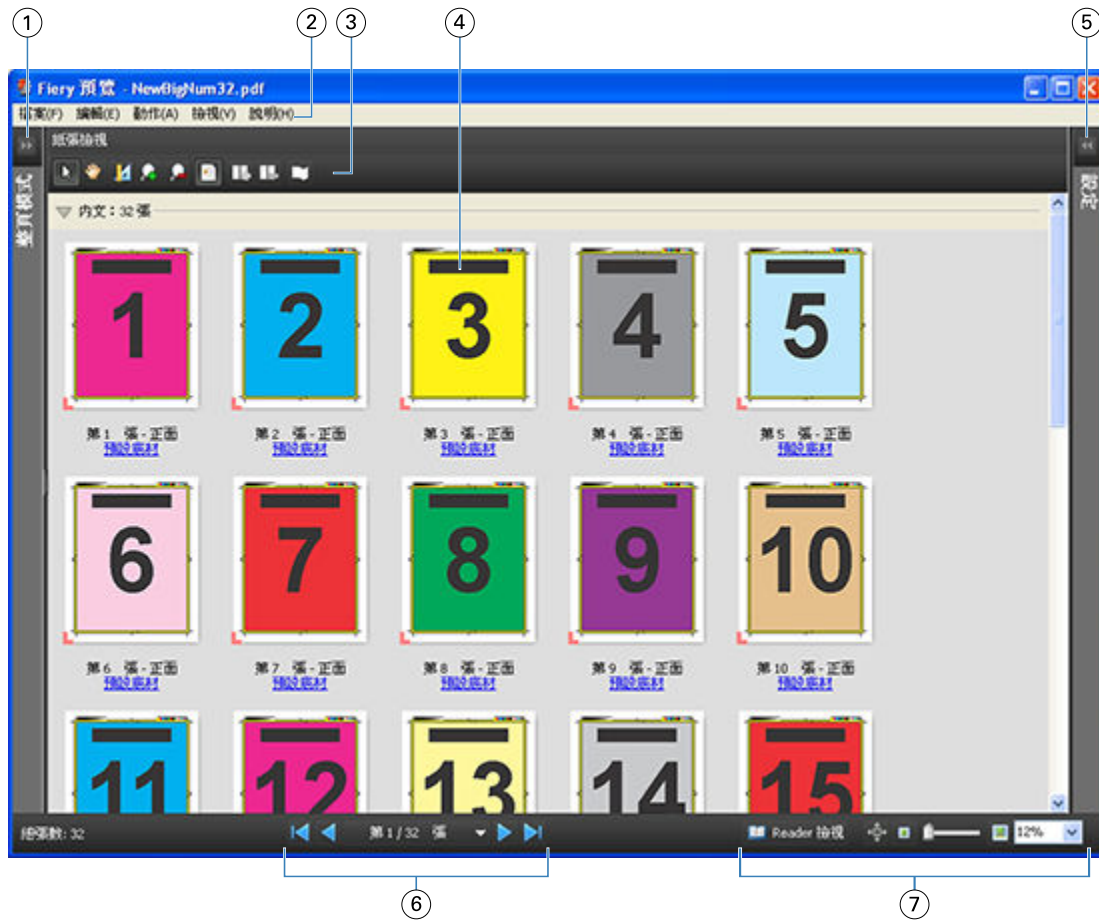 1 2 3 4 5
Fiery 預覽 - NewBigNum32.pdf
檔案(F) 編輯(E) 動作(A) 檢視(V) 說明(H)
紙張檢視
整頁模式
設定
內文：32 張
1 2 3 4 5
第 1 張 - 正面 第 2 張 - 正面 第 3 張 - 正面 第 4 張 - 正面 第 5 張 - 正面
預設底材 預設底材 預設底材 預設底材 預設底材
6 7 8 9 10
第 6 張 - 正面 第 7 張 - 正面 第 8 張 - 正面 第 9 張 - 正面 第 10 張 - 正面
預設底材 預設底材 預設底材 預設底材 預設底材
11 12 13 14 15
總張數: 32 第 1 / 32 張 Reader 檢視 12%
6 7